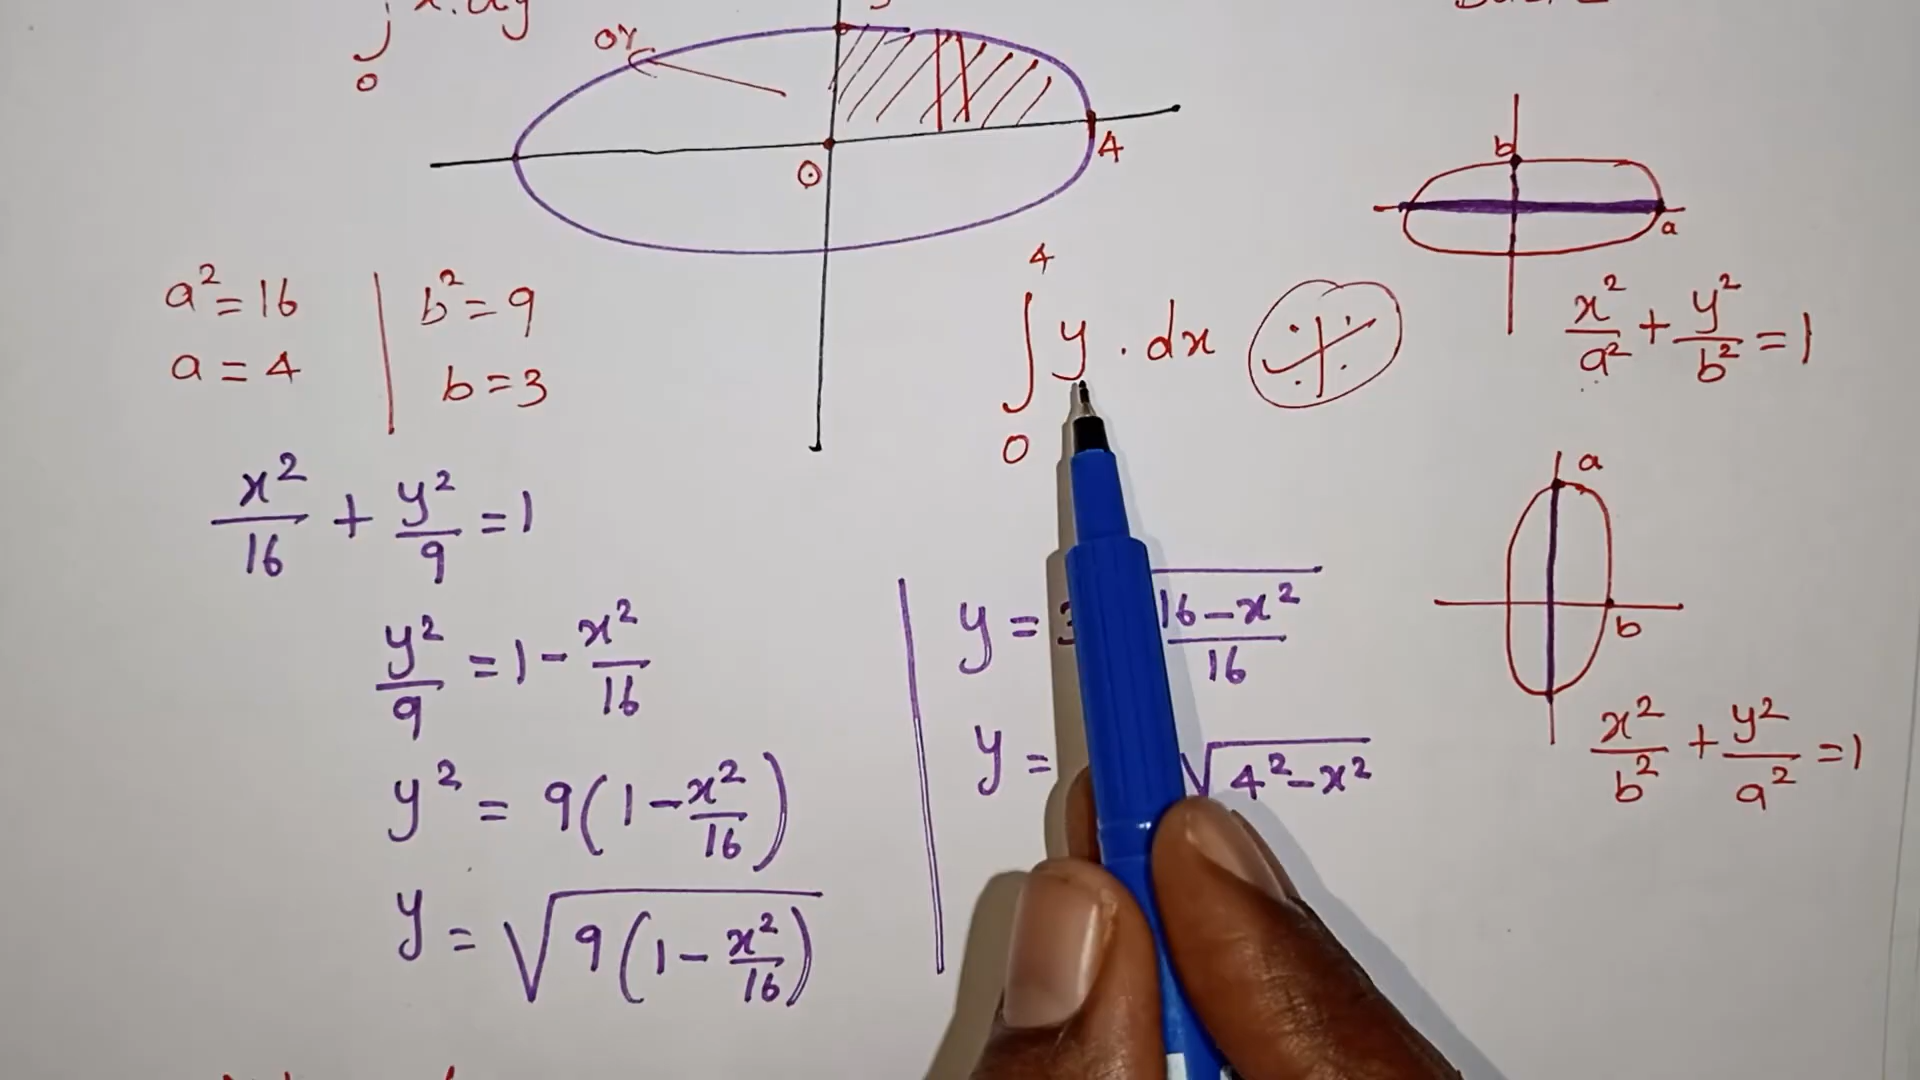 0
or
0
4
b
a
a² = 16 | b² = 9
a = 4 | b = 3
4
∫ y . dx
0
x²/a² + y²/b² = 1
x²/16 + y²/9 = 1
y²/9 = 1 - x²/16
y² = 9(1 - x²/16)
y = √9(1 - x²/16)
16 - x²/16
y =
y = √4² - x²
a
b
x²/b² + y²/a² = 1